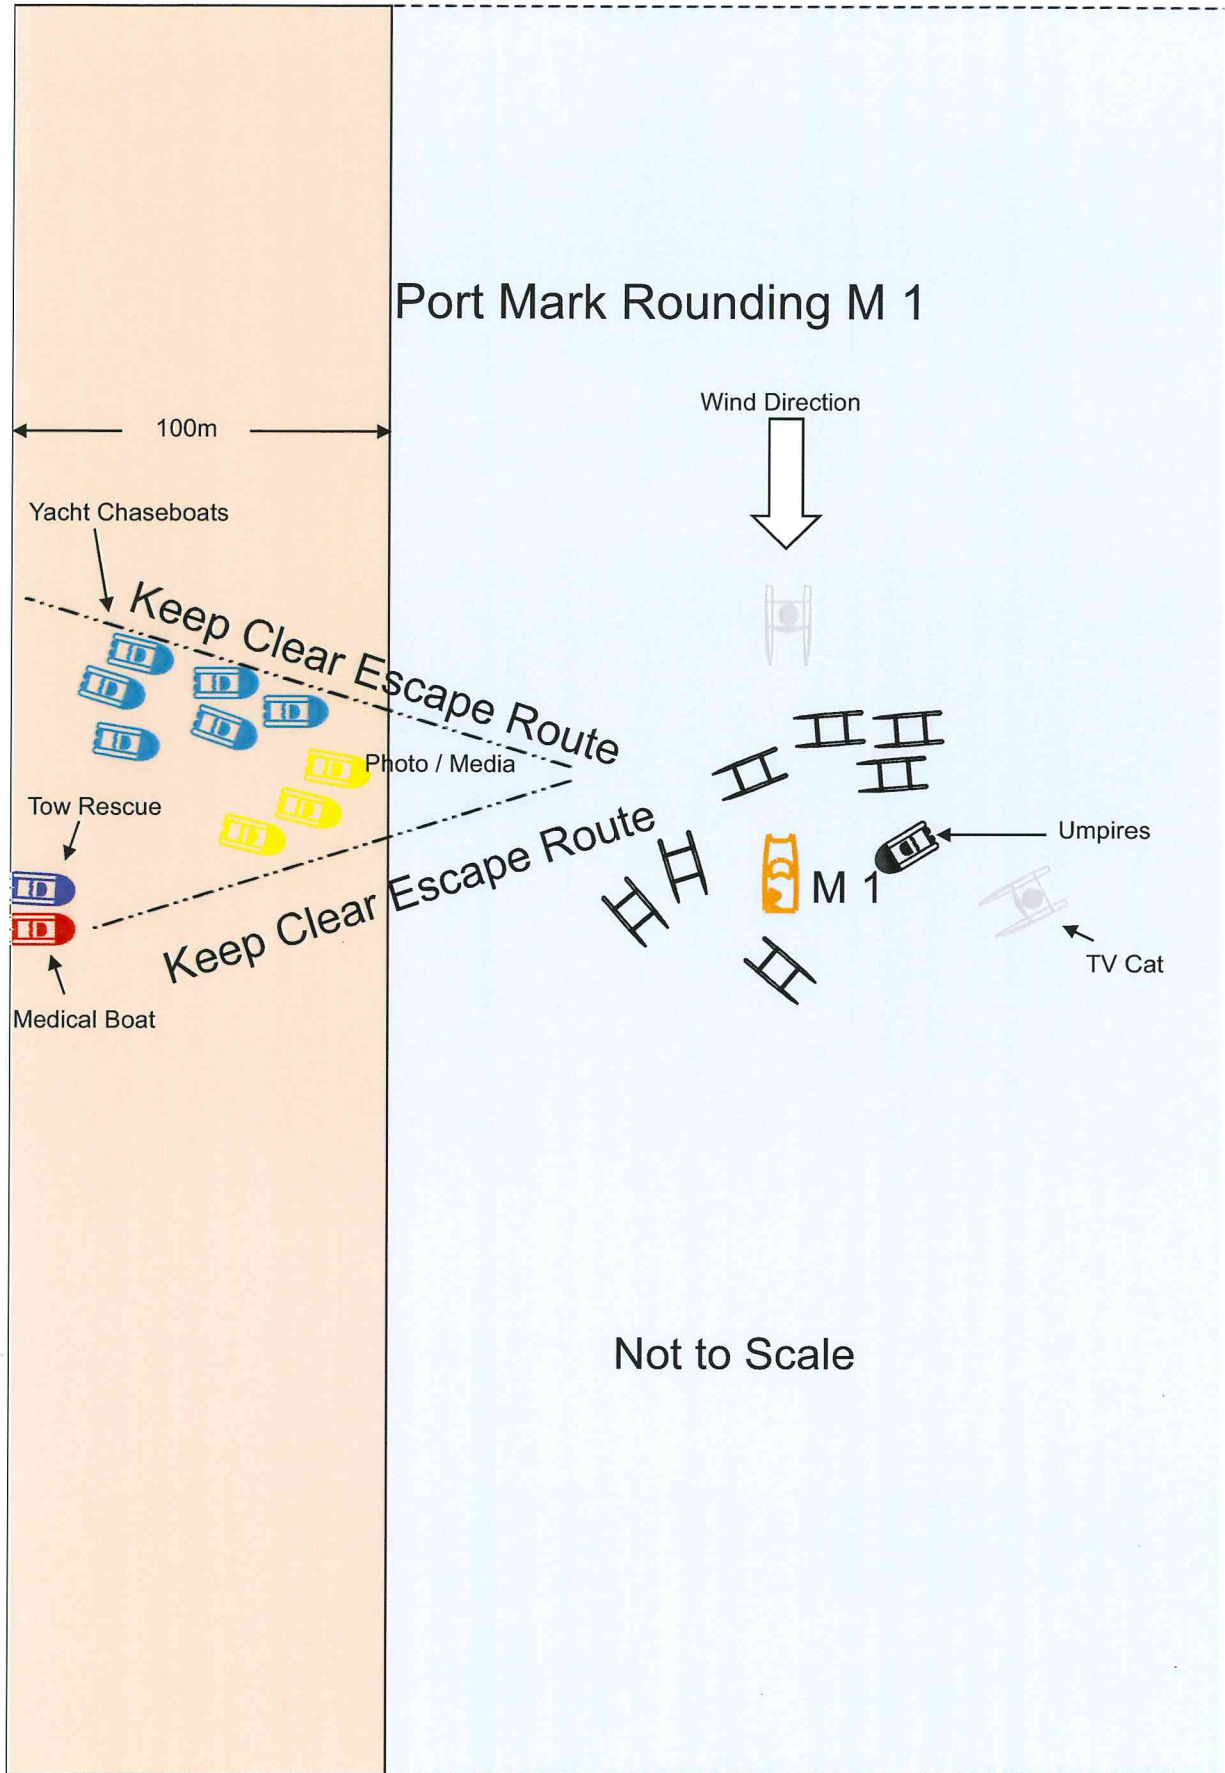 Port Mark Rounding M 1
Wind Direction
100m
Yacht Chaseboats
Keep Clear Escape Route
Photo / Media
Tow Rescue
Umpires
Keep Clear Escape Route
M 1
TV Cat
Medical Boat
Not to Scale